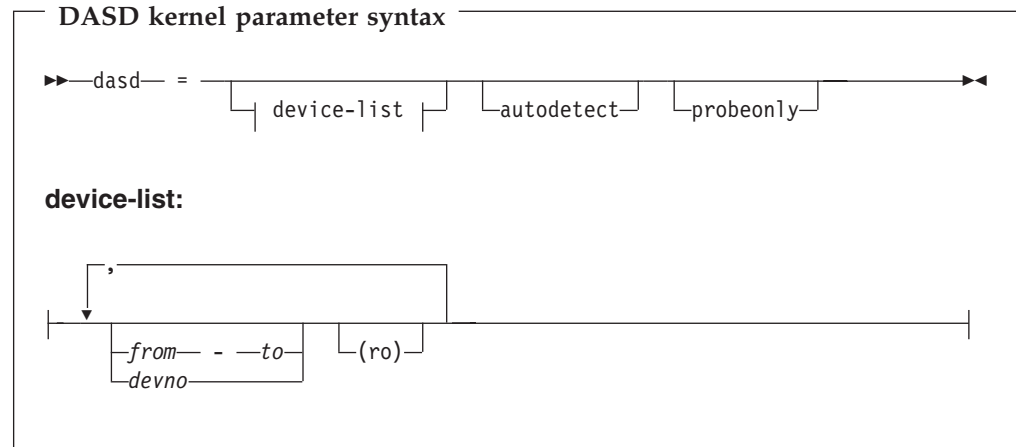 DASD kernel parameter syntax
dasd =
device-list autodetect probeonly
device-list:
,
from - to (ro)
devno